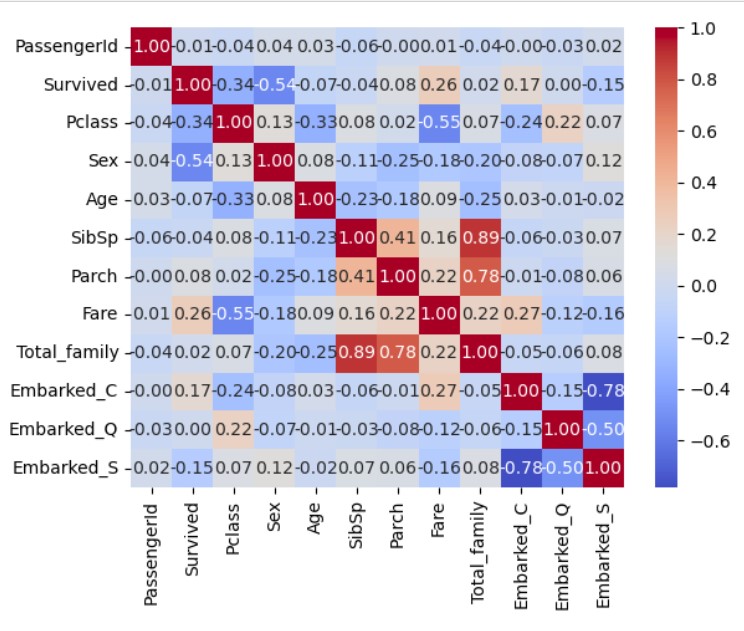 PassengerId 1.00 -0.01 -0.04 0.04 0.03 -0.06 -0.00 0.01 -0.04 -0.00 -0.03 0.02
Survived -0.01 1.00 -0.34 -0.54 -0.07 -0.04 0.08 0.26 0.02 0.17 0.00 -0.15
Pclass -0.04 -0.34 1.00 0.13 -0.33 0.08 0.02 -0.55 0.07 -0.24 0.22 0.07
Sex 0.04 -0.54 0.13 1.00 0.08 -0.11 -0.25 -0.18 -0.20 -0.08 -0.07 0.12
Age 0.03 -0.07 -0.33 0.08 1.00 -0.23 -0.18 0.09 -0.25 0.03 -0.01 -0.02
SibSp -0.06 -0.04 0.08 -0.11 -0.23 1.00 0.41 0.16 0.89 -0.06 -0.03 0.07
Parch -0.00 0.08 0.02 -0.25 -0.18 0.41 1.00 0.22 0.78 -0.01 -0.08 0.06
Fare 0.01 0.26 -0.55 -0.18 0.09 0.16 0.22 1.00 0.22 0.27 -0.12 -0.16
Total_family -0.04 0.02 0.07 -0.20 -0.25 0.89 0.78 0.22 1.00 -0.05 -0.06 0.08
Embarked_C -0.00 0.17 -0.24 -0.08 0.03 -0.06 -0.01 0.27 -0.05 1.00 -0.15 -0.78
Embarked_Q -0.03 0.00 0.22 -0.07 -0.01 -0.03 -0.08 -0.12 -0.06 -0.15 1.00 -0.50
Embarked_S 0.02 -0.15 0.07 0.12 -0.02 0.07 0.06 -0.16 0.08 -0.78 -0.50 1.00
PassengerId
Survived
Pclass
Sex
Age
SibSp
Parch
Fare
Total_family
Embarked_C
Embarked_Q
Embarked_S
1.0
0.8
0.6
0.4
0.2
0.0
−0.2
−0.4
−0.6